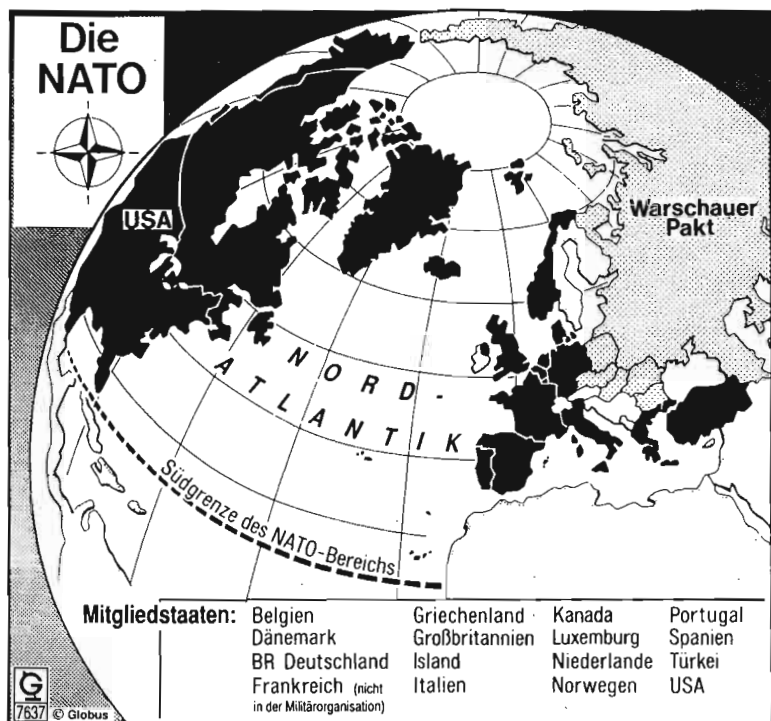 Die
NATO
USA
Warschauer
Pakt
NORD-
ATLANTIK
Südgrenze des NATO-Bereichs
Mitgliedstaaten:
Belgien
Dänemark
BR Deutschland
Frankreich (nicht
in der Militärorganisation)
Griechenland
Großbritannien
Island
Italien
Kanada
Luxemburg
Niederlande
Norwegen
Portugal
Spanien
Türkei
USA
G
7637 © Globus